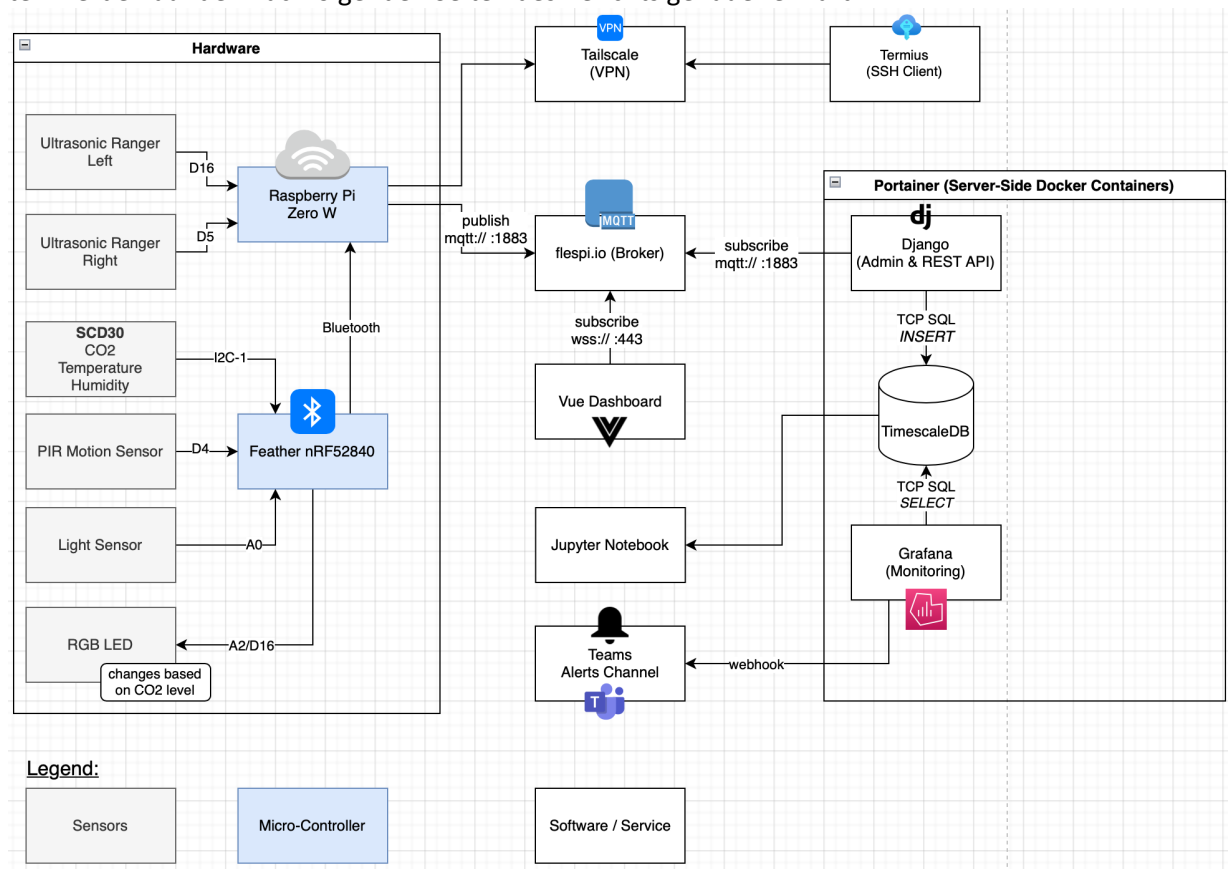 Hardware
Ultrasonic Ranger
Left
D16
Ultrasonic Ranger
Right
D5
Raspberry Pi
Zero W
SCD30
CO2
Temperature
Humidity
I2C-1
Bluetooth
PIR Motion Sensor
D4
Feather nRF52840
Light Sensor
A0
RGB LED
A2/D16
changes based
on CO2 level
VPN
Tailscale
(VPN)
Termius
(SSH Client)
publish
mqtt:// :1883
iMQTT
flespi.io (Broker)
subscribe
mqtt:// :1883
subscribe
wss:// :443
Vue Dashboard
Jupyter Notebook
Teams
Alerts Channel
T
webhook
Portainer (Server-Side Docker Containers)
dj
Django
(Admin & REST API)
TCP SQL
INSERT
TimescaleDB
TCP SQL
SELECT
Grafana
(Monitoring)
Legend:
Sensors
Micro-Controller
Software / Service